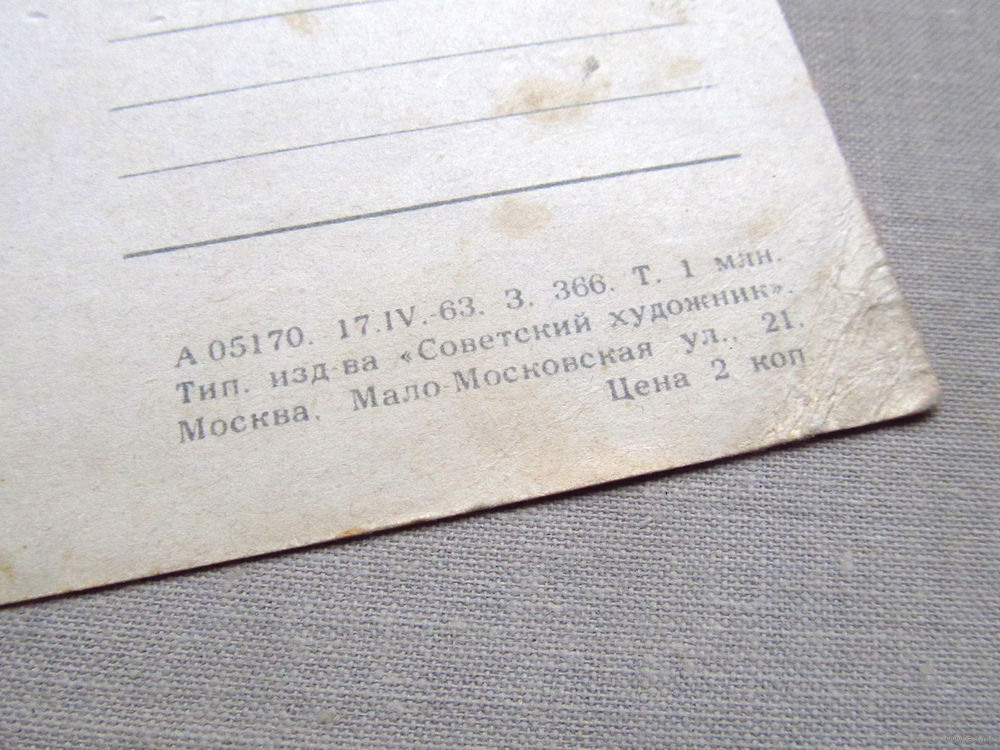 А 05170. 17.IV.-63. З. 366. Т. 1 млн.
Тип. изд-ва «Советский художник».
Москва, Мало-Московская ул., 21.
Цена 2 коп.